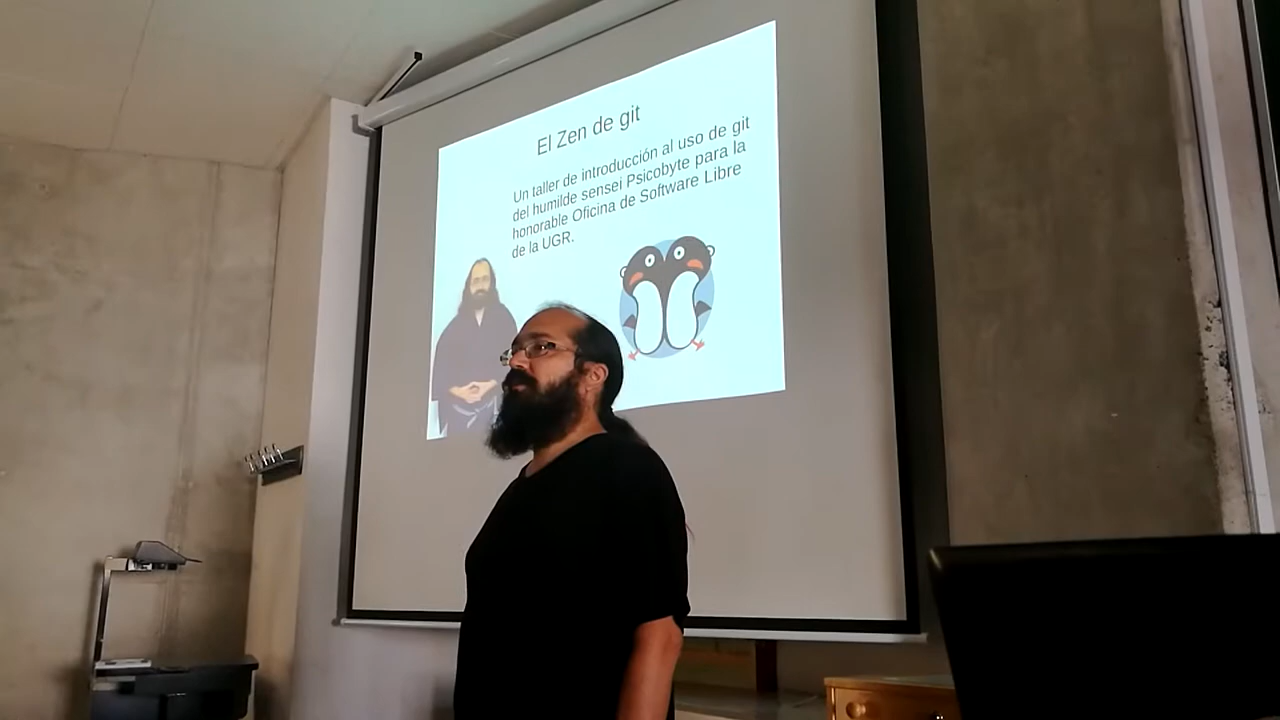 El Zen de git
Un taller de introducción al uso de git
del humilde sensei Psicobyte para la
honorable Oficina de Software Libre
de la UGR.